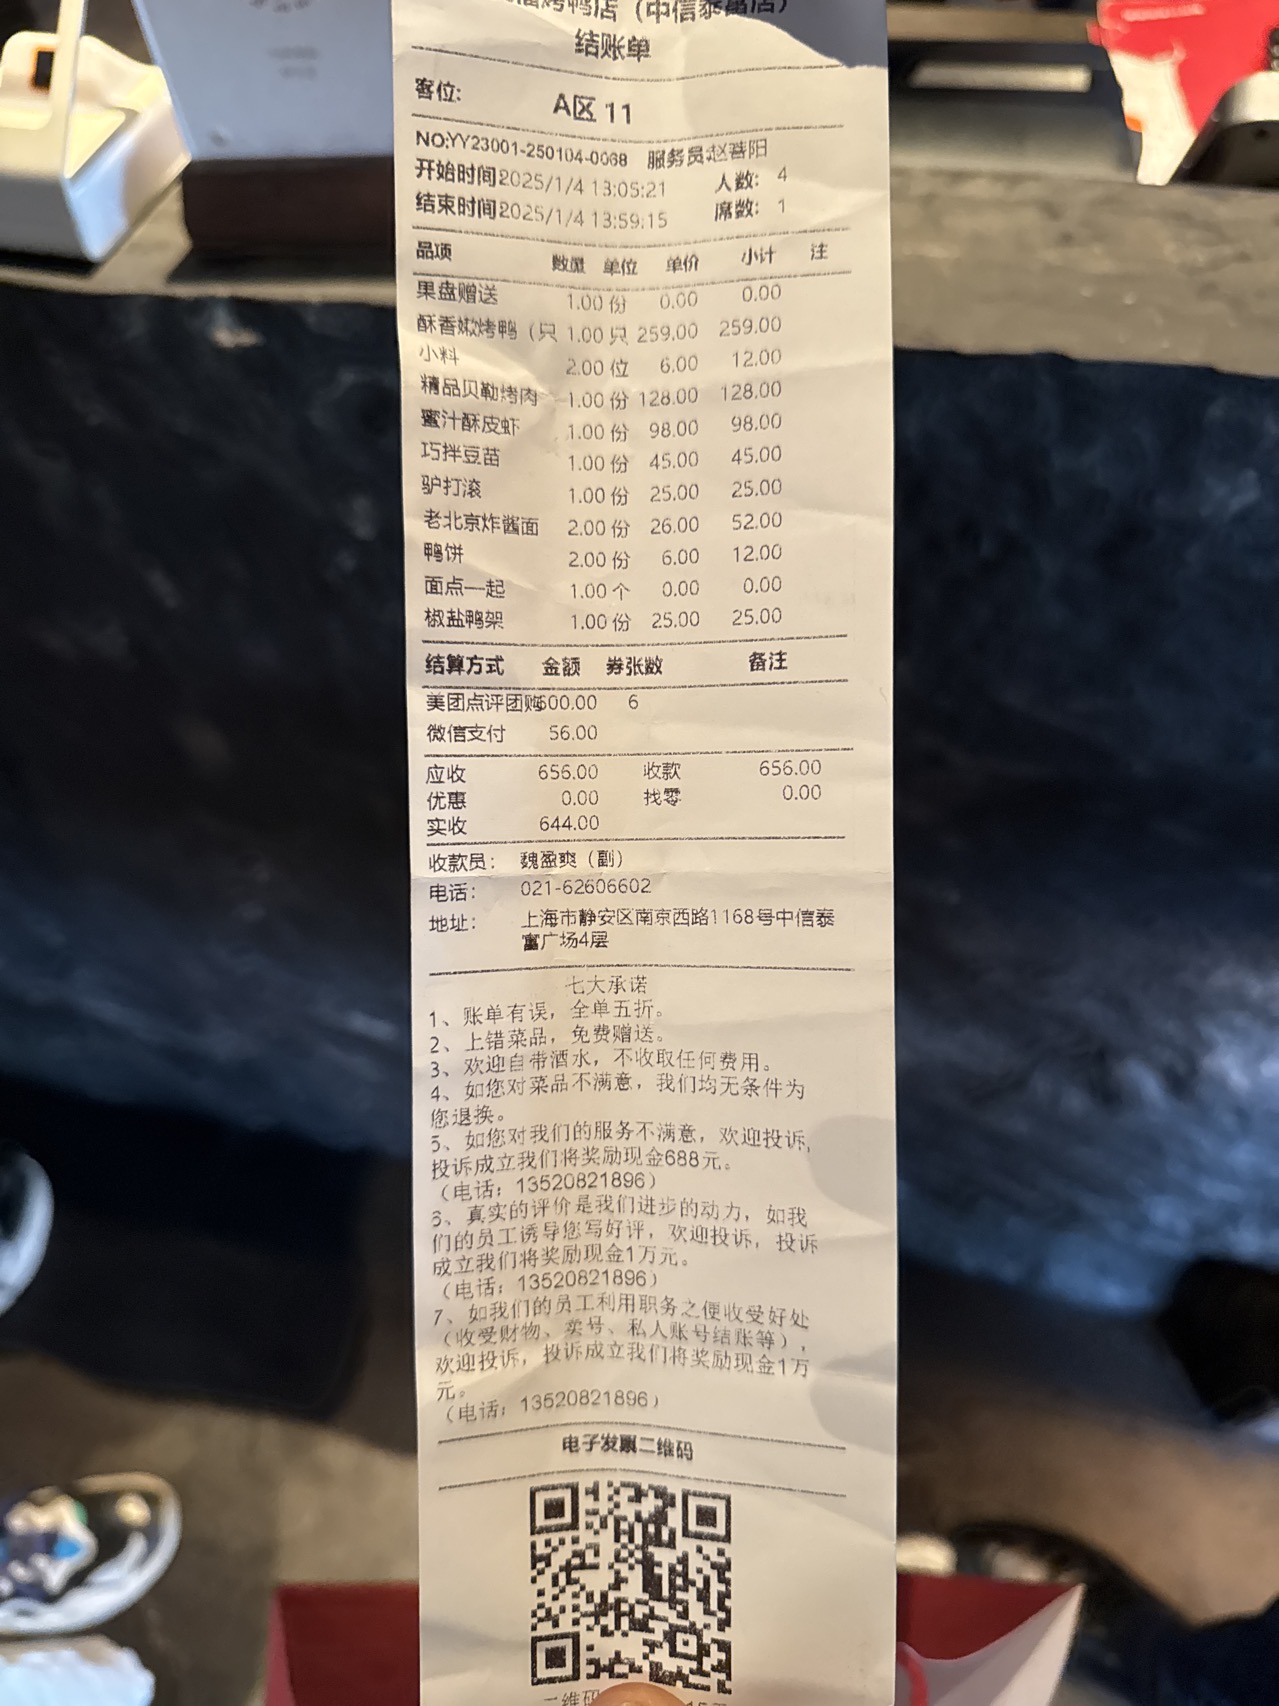 烤鸭店（中信泰富店）
结账单
客位: A区 11
NO:YY23001-250104-0068 服务员:赵春阳
开始时间2025/1/4 13:05:21 人数: 4
结束时间2025/1/4 13:59:15 席数: 1
品项 数量 单位 单价 小计 注
果盘赠送 1.00 份 0.00 0.00
酥香嫩烤鸭（只 1.00 只 259.00 259.00
小料 2.00 位 6.00 12.00
精品贝勒烤肉 1.00 份 128.00 128.00
蜜汁酥皮虾 1.00 份 98.00 98.00
巧拌豆苗 1.00 份 45.00 45.00
驴打滚 1.00 份 25.00 25.00
老北京炸酱面 2.00 份 26.00 52.00
鸭饼 2.00 份 6.00 12.00
面点一起 1.00 个 0.00 0.00
椒盐鸭架 1.00 份 25.00 25.00
结算方式 金额 券张数 备注
美团点评团购600.00 6
微信支付 56.00
应收 656.00 收款 656.00
优惠 0.00 找零 0.00
实收 644.00
收款员: 魏盈爽（副）
电话: 021-62606602
地址: 上海市静安区南京西路1168号中信泰
富广场4层
七大承诺
1、账单有误，全单五折。
2、上错菜品，免费赠送。
3、欢迎自带酒水，不收取任何费用。
4、如您对菜品不满意，我们均无条件为
您退换。
5、如您对我们的服务不满意，欢迎投诉,
投诉成立我们将奖励现金688元。
（电话：13520821896）
6、真实的评价是我们进步的动力，如我
们的员工诱导您写好评，欢迎投诉，投诉
成立我们将奖励现金1万元。
（电话：13520821896）
7、如我们的员工利用职务之便收受好处
（收受财物、卖号、私人账号结账等），
欢迎投诉，投诉成立我们将奖励现金1万
元。
（电话：13520821896）
电子发票二维码
二维码